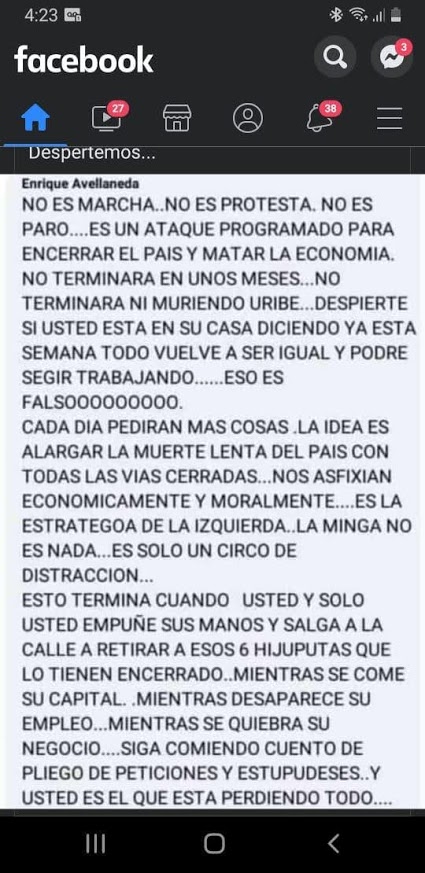 4:23
facebook
3
27
38
Despertemos...
Enrique Avellaneda
NO ES MARCHA..NO ES PROTESTA. NO ES
PARO....ES UN ATAQUE PROGRAMADO PARA
ENCERRAR EL PAIS Y MATAR LA ECONOMIA.
NO TERMINARA EN UNOS MESES...NO
TERMINARA NI MURIENDO URIBE...DESPIERTE
SI USTED ESTA EN SU CASA DICIENDO YA ESTA
SEMANA TODO VUELVE A SER IGUAL Y PODRE
SEGIR TRABAJANDO......ESO ES
FALSOOOOOOOOO.
CADA DIA PEDIRAN MAS COSAS .LA IDEA ES
ALARGAR LA MUERTE LENTA DEL PAIS CON
TODAS LAS VIAS CERRADAS...NOS ASFIXIAN
ECONOMICAMENTE Y MORALMENTE....ES LA
ESTRATEGOA DE LA IZQUIERDA..LA MINGA NO
ES NADA...ES SOLO UN CIRCO DE
DISTRACCION...
ESTO TERMINA CUANDO USTED Y SOLO
USTED EMPUÑE SUS MANOS Y SALGA A LA
CALLE A RETIRAR A ESOS 6 HIJUPUTAS QUE
LO TIENEN ENCERRADO..MIENTRAS SE COME
SU CAPITAL. .MIENTRAS DESAPARECE SU
EMPLEO...MIENTRAS SE QUIEBRA SU
NEGOCIO....SIGA COMIENDO CUENTO DE
PLIEGO DE PETICIONES Y ESTUPUDESES..Y
USTED ES EL QUE ESTA PERDIENDO TODO....